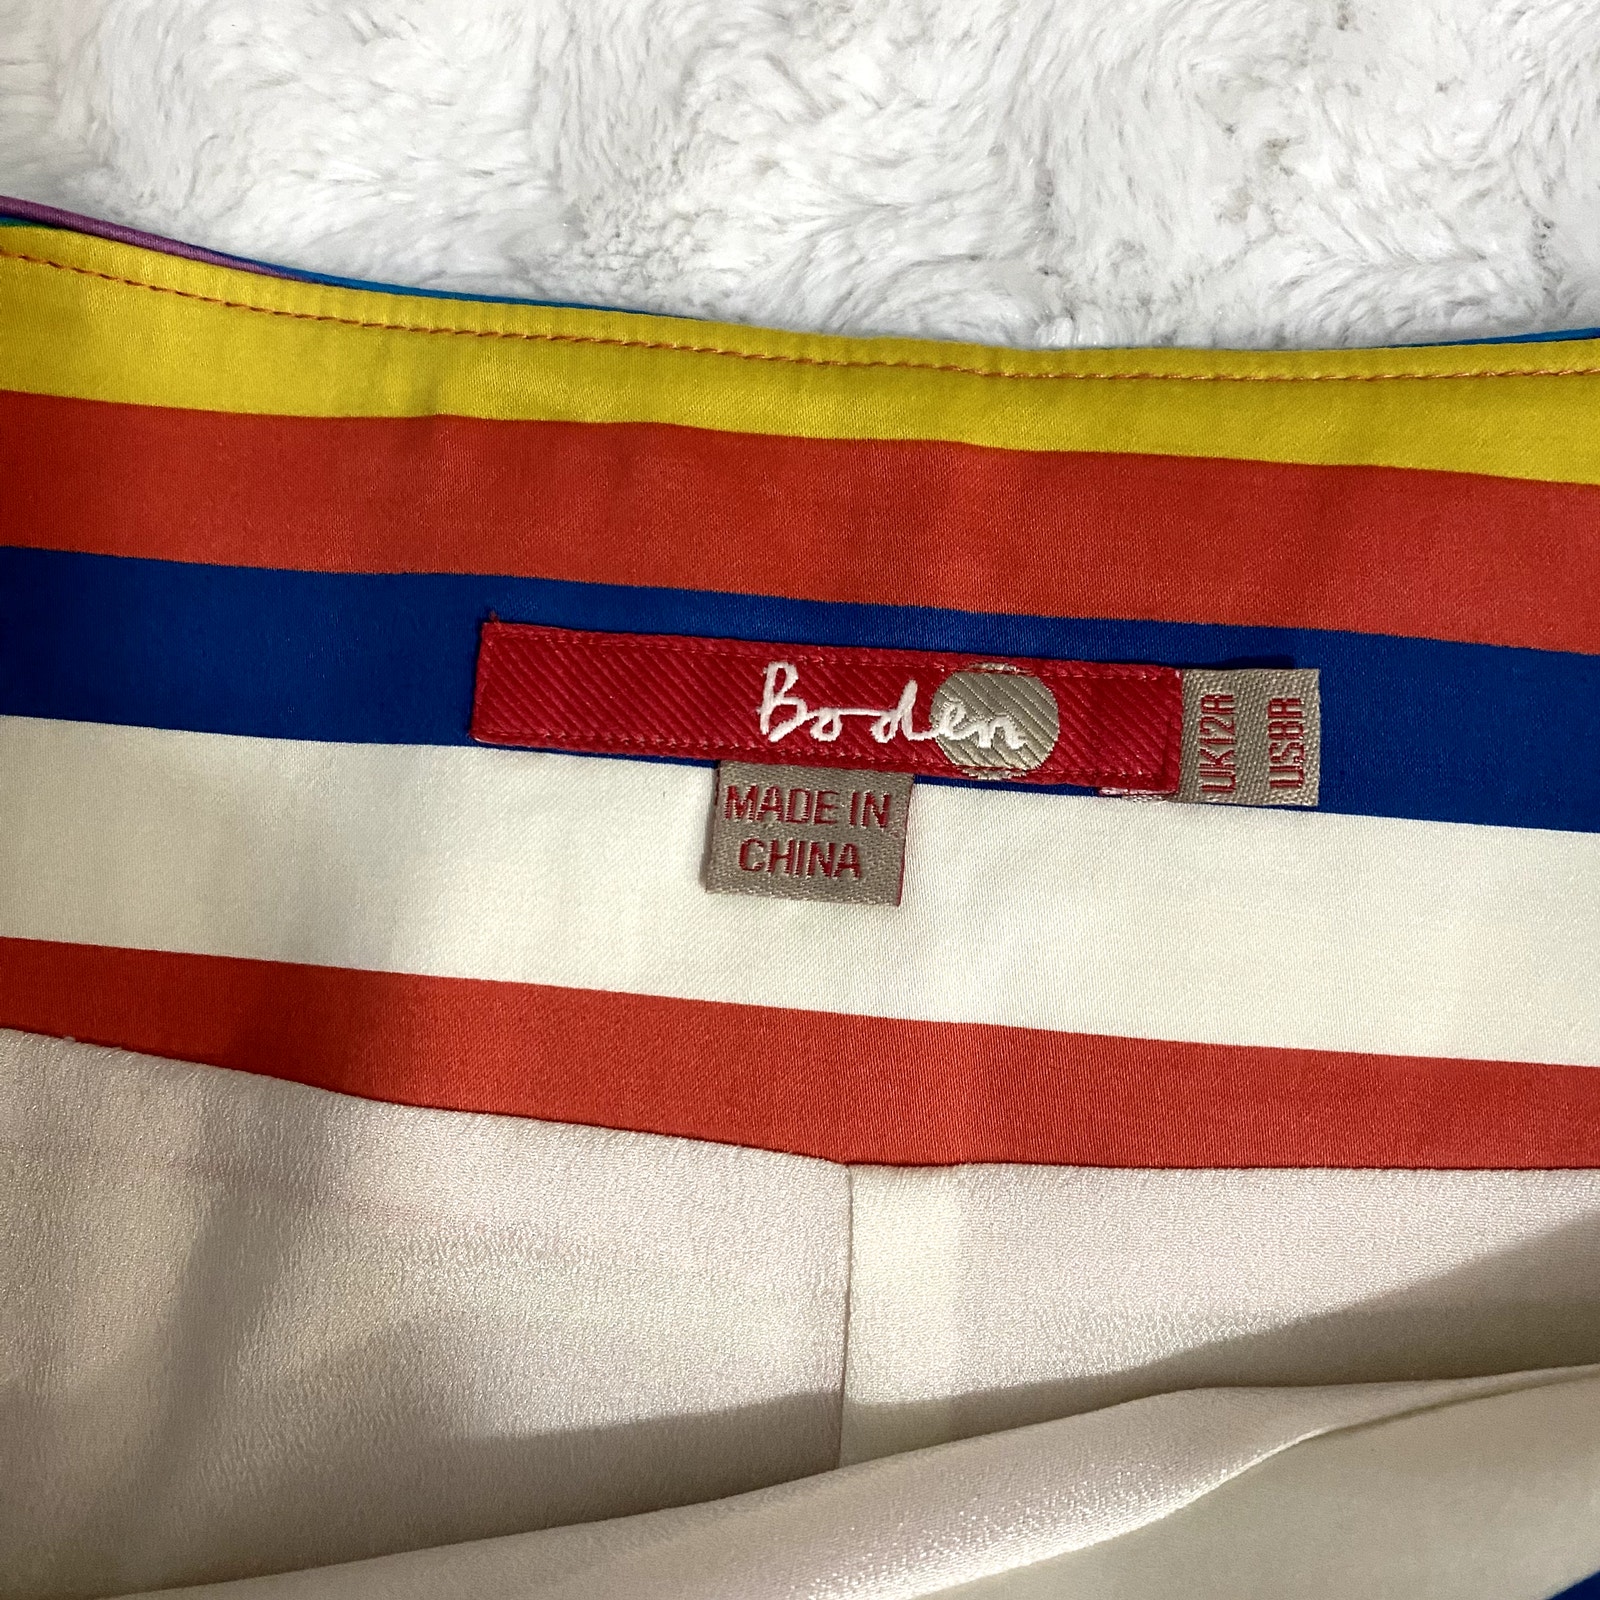 Boden
UK12R
US8R
MADE IN
CHINA